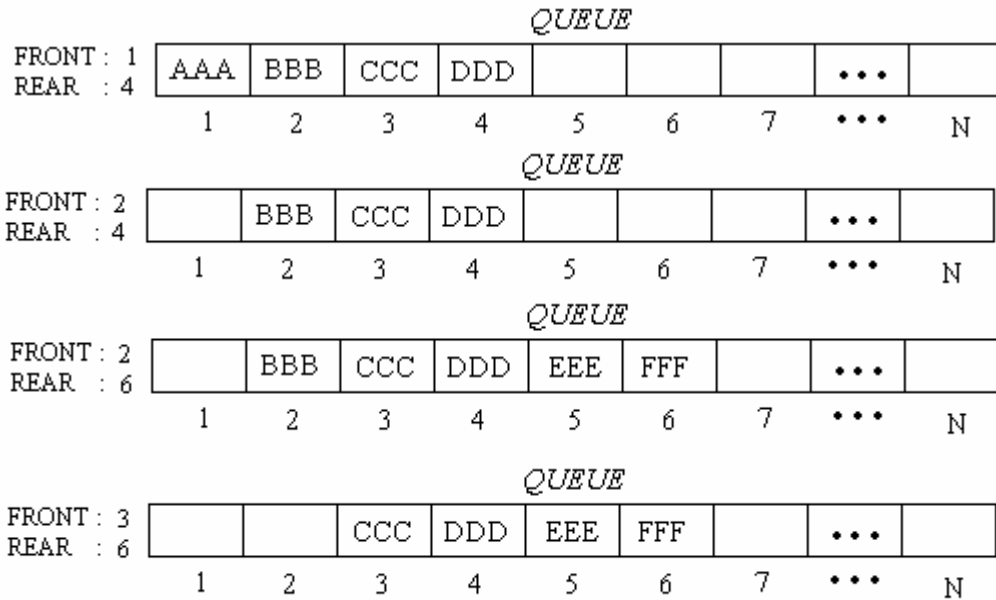 QUEUE
FRONT : 1
REAR : 4
AAA BBB CCC DDD •••
1 2 3 4 5 6 7 ••• N
QUEUE
FRONT : 2
REAR : 4
BBB CCC DDD •••
1 2 3 4 5 6 7 ••• N
QUEUE
FRONT : 2
REAR : 6
BBB CCC DDD EEE FFF •••
1 2 3 4 5 6 7 ••• N
QUEUE
FRONT : 3
REAR : 6
CCC DDD EEE FFF •••
1 2 3 4 5 6 7 ••• N